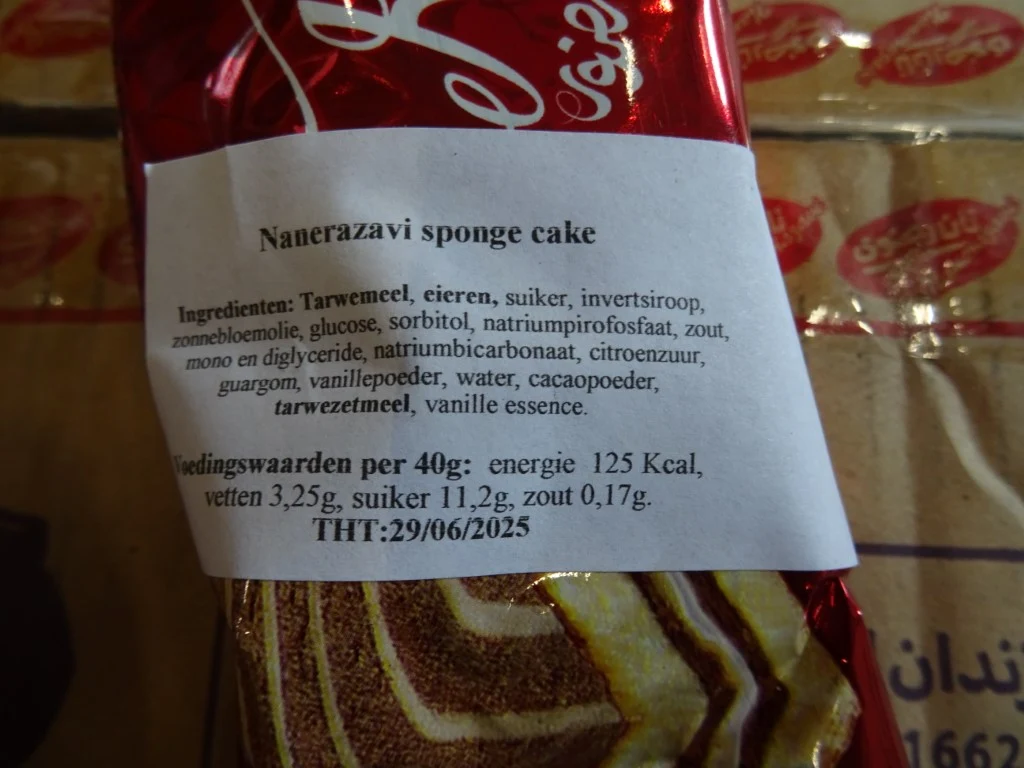 رضوی
Nanerazavi sponge cake
Ingredienten: Tarwemeel, eieren, suiker, invertsiroop,
zonnebloemolie, glucose, sorbitol, natriumpirofosfaat, zout,
mono en diglyceride, natriumbicarbonaat, citroenzuur,
guargom, vanillepoeder, water, cacaopoeder,
tarwezetmeel, vanille essence.
Voedingswaarden per 40g: energie 125 Kcal,
vetten 3,25g, suiker 11,2g, zout 0,17g.
THT:29/06/2025
1662